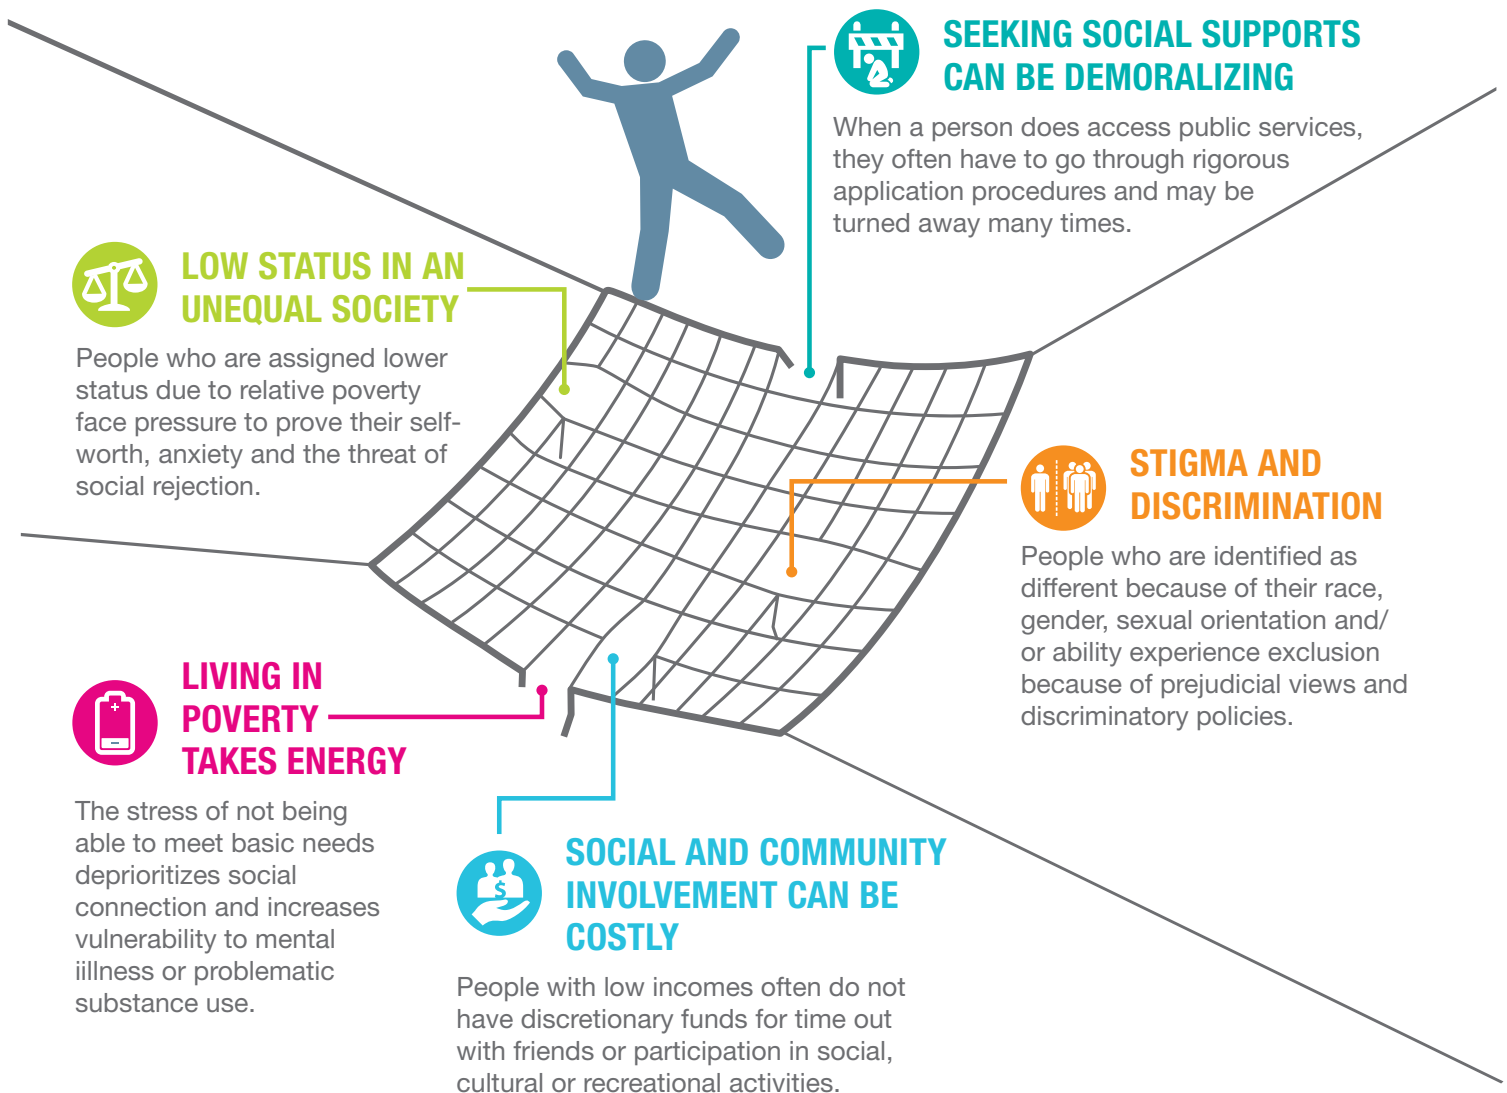 SEEKING SOCIAL SUPPORTS
CAN BE DEMORALIZING
When a person does access public services,
they often have to go through rigorous
application procedures and may be
turned away many times.
LOW STATUS IN AN
UNEQUAL SOCIETY
People who are assigned lower
status due to relative poverty
face pressure to prove their self-
worth, anxiety and the threat of
social rejection.
STIGMA AND
DISCRIMINATION
People who are identified as
different because of their race,
gender, sexual orientation and/
or ability experience exclusion
because of prejudicial views and
discriminatory policies.
LIVING IN
POVERTY
TAKES ENERGY
The stress of not being
able to meet basic needs
deprioritizes social
connection and increases
vulnerability to mental
iillness or problematic
substance use.
$
SOCIAL AND COMMUNITY
INVOLVEMENT CAN BE
COSTLY
People with low incomes often do not
have discretionary funds for time out
with friends or participation in social,
cultural or recreational activities.